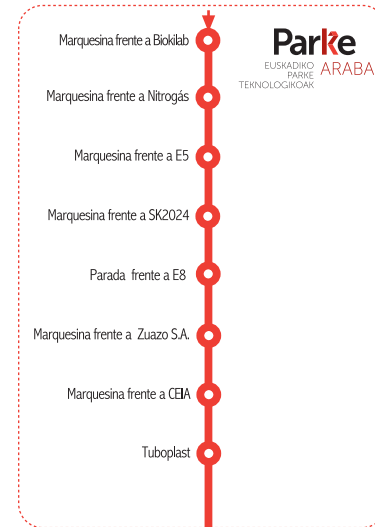 Marquesina frente a Biokilab
Parke
EUSKADIKO
PARKE
TEKNOLOGIKOAK
ARABA
Marquesina frente a Nitrogás
Marquesina frente a E5
Marquesina frente a SK2024
Parada frente a E8
Marquesina frente a Zuazo S.A.
Marquesina frente a CEIA
Tuboplast